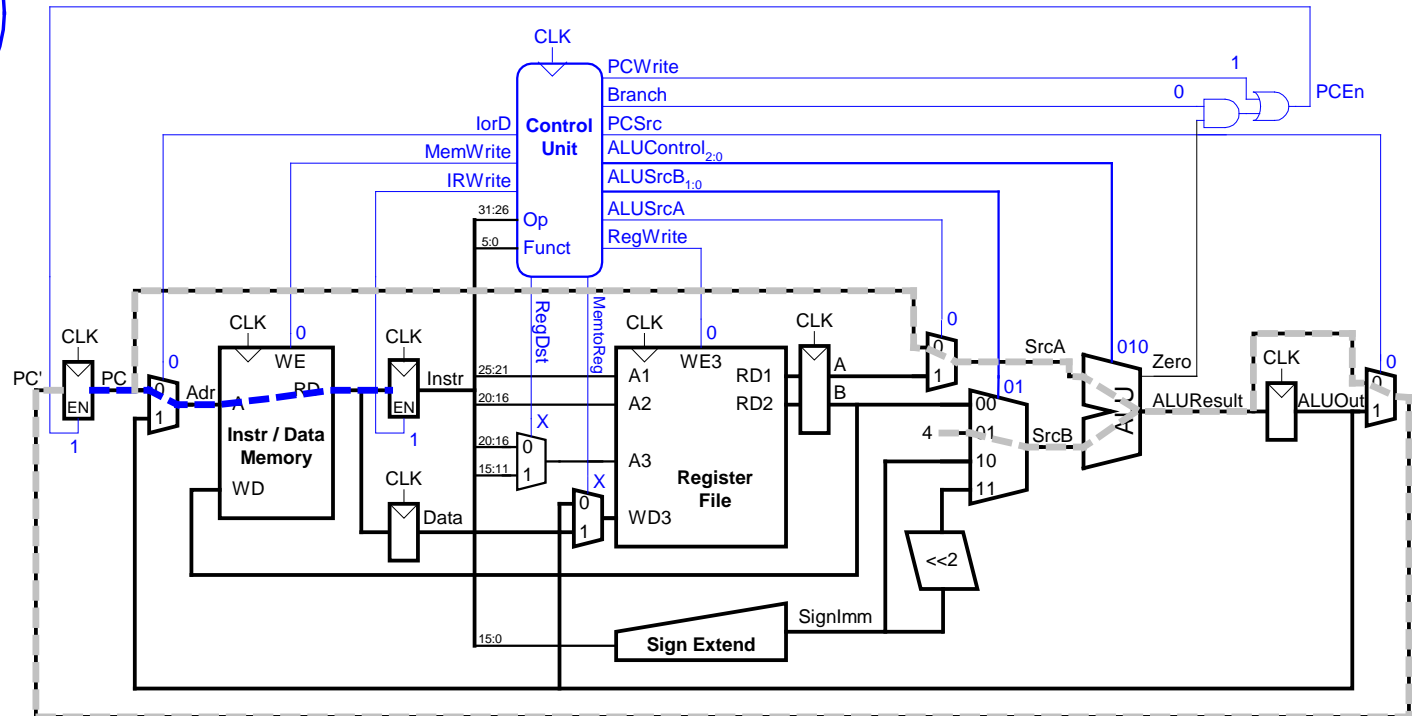 CLK
PCWrite
1
Branch
0
PCEn
IorD
Control
Unit
PCSrc
MemWrite
ALUControl2:0
IRWrite
ALUSrcB1:0
31:26
Op
ALUSrcA
5:0
Funct
RegWrite
RegDst
MemtoReg
CLK
CLK
CLK
CLK
CLK
0
WE
0
0
WE3
0
0
SrcA
010
Zero
CLK
0
PC'
PC
EN
0
1
Adr
A
RD
EN
Instr
25:21
A1
RD1
A
0
1
20:16
A2
RD2
B
01
00
ALU
ALUResult
ALUOut
0
1
1
Instr / Data
Memory
1
X
20:16
0
15:11
1
A3
4
01
SrcB
10
11
WD
CLK
Data
X
0
1
WD3
Register
File
<<2
SignImm
15:0
Sign Extend